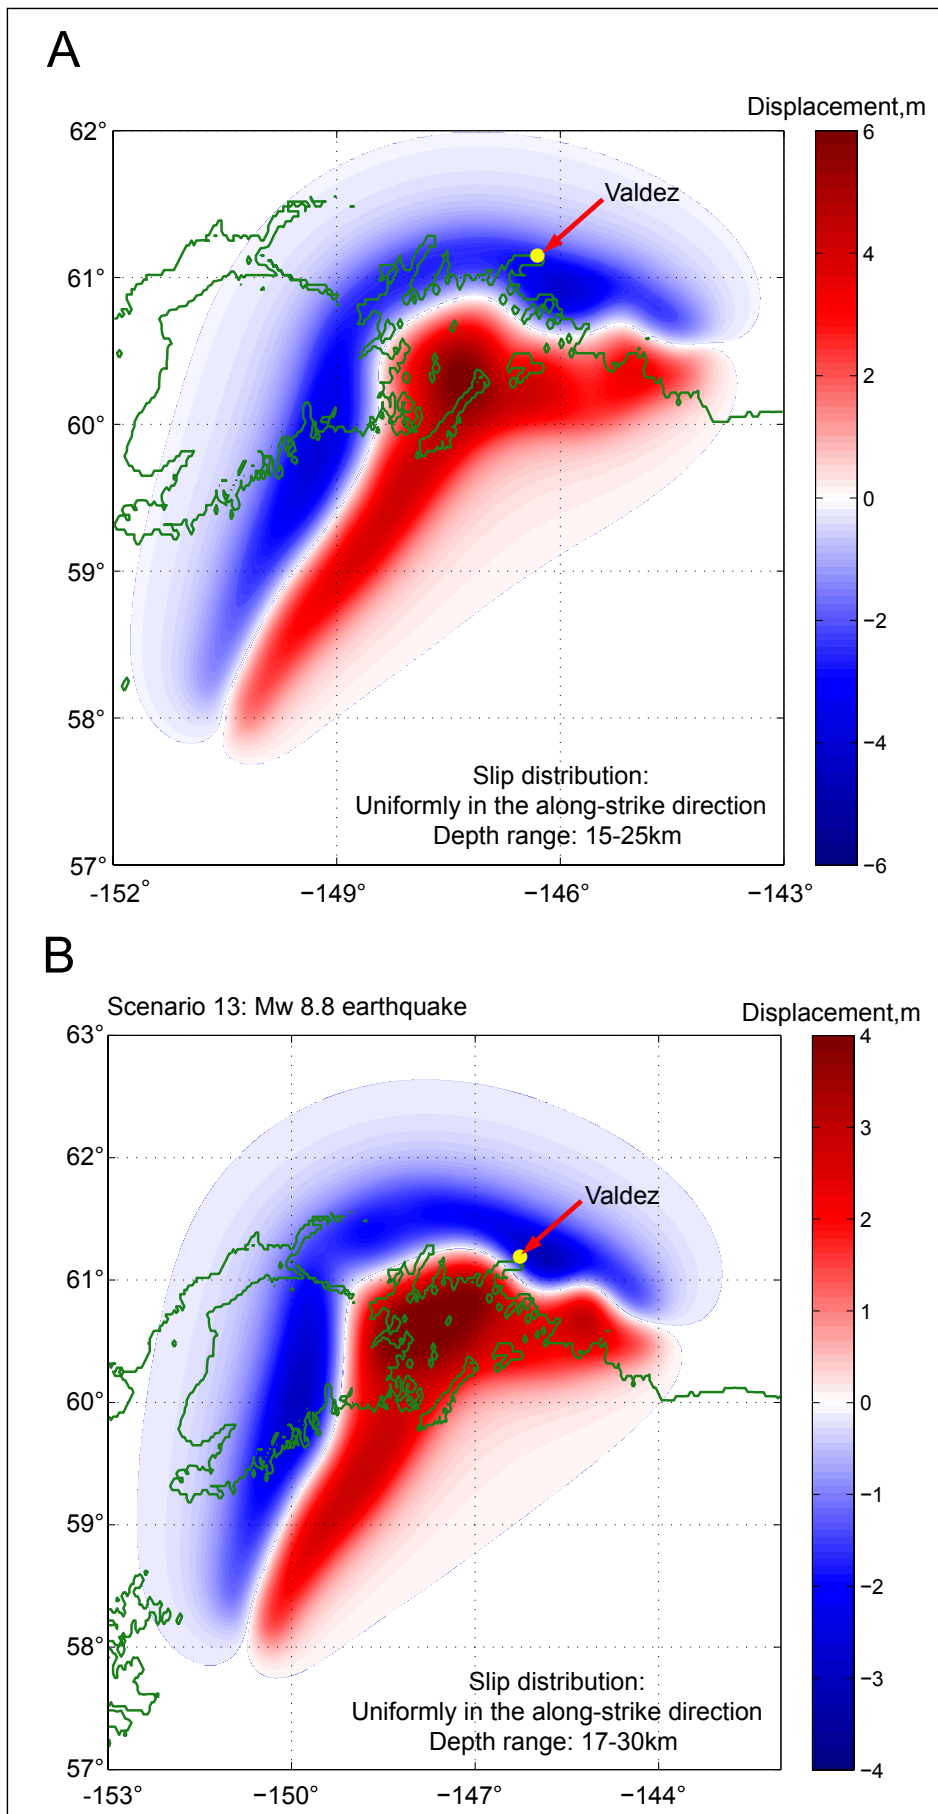 A
Displacement,m
62°
61°
60°
59°
58°
57°
-152°
−149°
−146°
−143°
Valdez
6
4
2
0
−2
−4
−6
Slip distribution:
Uniformly in the along-strike direction
Depth range: 15-25km
B
Scenario 13: Mw 8.8 earthquake
Displacement,m
63°
62°
61°
60°
59°
58°
57°
-153°
−150°
−147°
−144°
Valdez
4
3
2
1
0
−1
−2
−3
−4
Slip distribution:
Uniformly in the along-strike direction
Depth range: 17-30km